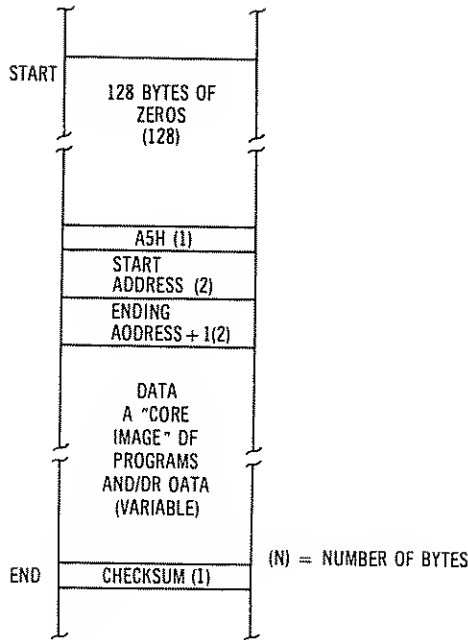 START
128 BYTES OF
ZEROS
(128)
A5H (1)
START
ADDRESS (2)
ENDING
AODRESS + 1(2)
DATA
A "CORE
IMAGE" DF
PROGRAMS
AND/DR OATA
(VARIABLE)
(N) = NUMBER OF BYTES
END
CHECKSUM (1)